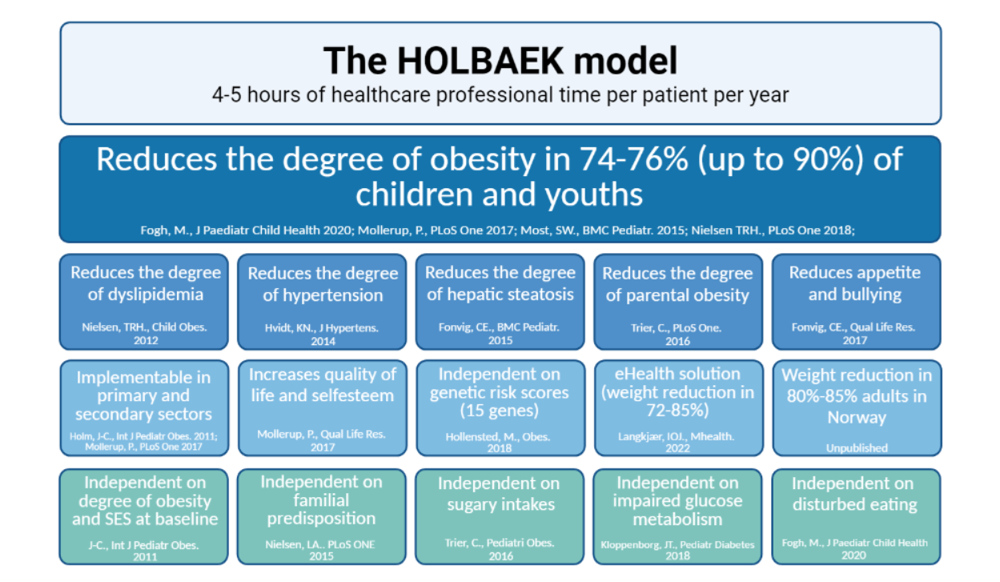 The HOLBAEK model
4-5 hours of healthcare professional time per patient per year
Reduces the degree of obesity in 74-76% (up to 90%) of
children and youths
Fogh, M., J Paediatr Child Health 2020; Mollerup, P., PLoS One 2017; Most, SW., BMC Pediatr. 2015; Nielsen TRH., PLoS One 2018;
Reduces the degree
of dyslipidemia
Nielsen, TRH., Child Obes.
2012
Reduces the degree
of hypertension
Hvidt, KN., J Hypertens.
2014
Reduces the degree
of hepatic steatosis
Fonvig, CE., BMC Pediatr.
2015
Reduces the degree
of parental obesity
Trier, C., PLoS One.
2016
Reduces appetite
and bullying
Fonvig, CE., Qual Life Res.
2017
Implementable in
primary and
secondary sectors
Holm, J-C., Int J Pediatr Obes. 2011;
Mollerup, P., PLoS One 2017
Increases quality of
life and selfesteem
Mollerup, P., Qual Life Res.
2017
Independent on
genetic risk scores
(15 genes)
Hollensted, M., Obes.
2018
eHealth solution
(weight reduction in
72-85%)
Langkjær, IOJ., Mhealth.
2022
Weight reduction in
80%-85% adults in
Norway
Unpublished
Independent on
degree of obesity
and SES at baseline
J-C., Int J Pediatr Obes.
2011
Independent on
familial
predisposition
Nielsen, LA.. PLoS ONE
2015
Independent on
sugary intakes
Trier, C., Pediatri Obes.
2016
Independent on
impaired glucose
metabolism
Kloppenborg, JT., Pediatr Diabetes
2018
Independent on
disturbed eating
Fogh, M., J Paediatr Child Health
2020